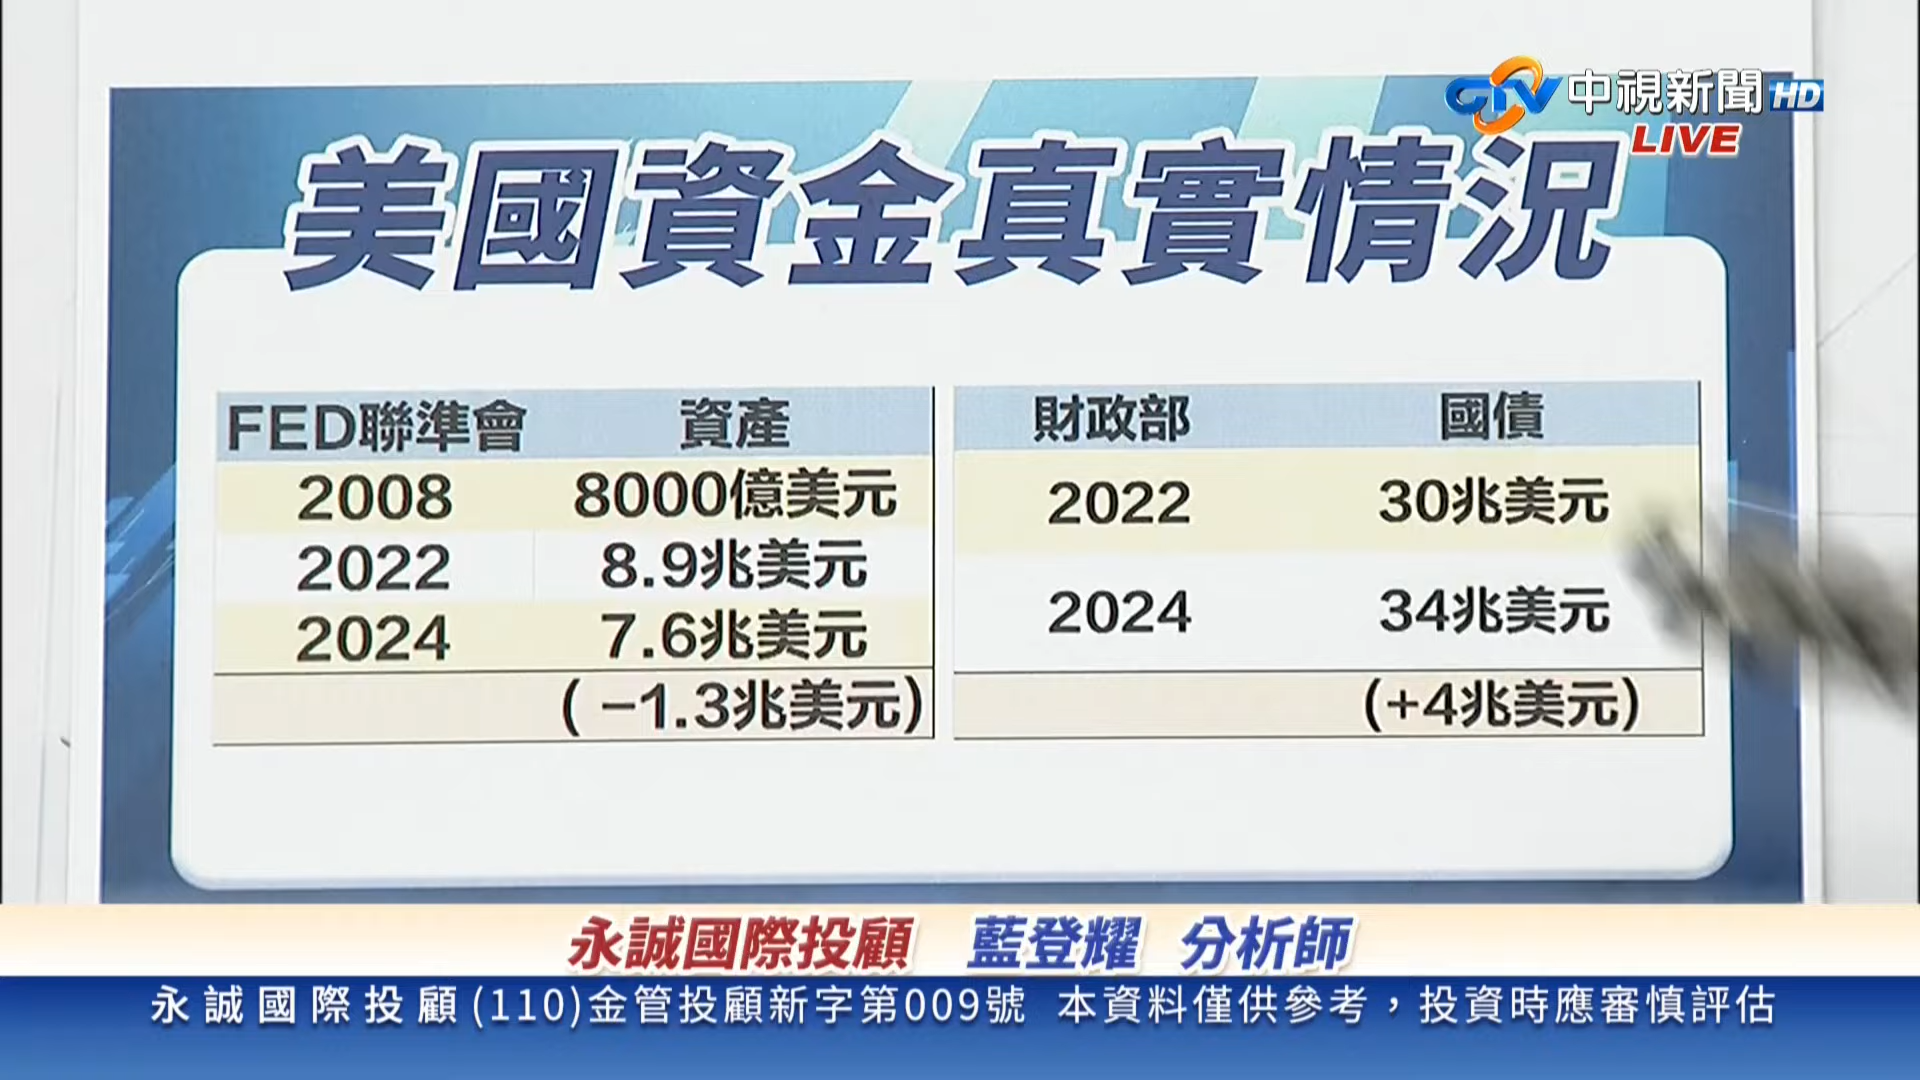 CTV中視新聞HD
LIVE
美國資金真實情況
FED聯準會 資產
2008 8000億美元
2022 8.9兆美元
2024 7.6兆美元
(-1.3兆美元)
財政部 國債
2022 30兆美元
2024 34兆美元
(+4兆美元)
永誠國際投顧 藍登耀 分析師
永誠國際投顧(110)金管投顧新字第009號 本資料僅供參考，投資時應審慎評估